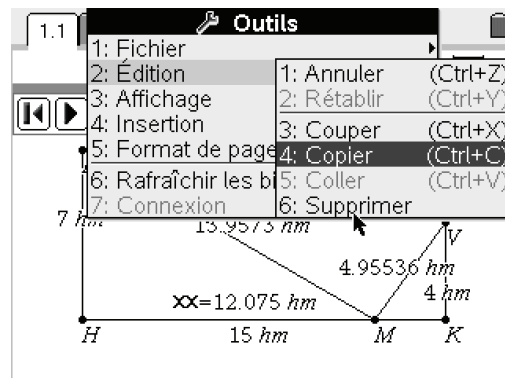 1.1
Outils
1: Fichier
2: Édition
3: Affichage
4: Insertion
5: Format de page
6: Rafraîchir les bi
7: Connexion
1: Annuler (Ctrl+Z)
2: Rétablir (Ctrl+Y)
3: Couper (Ctrl+X)
4: Copier (Ctrl+C)
5: Coller (Ctrl+V)
6: Supprimer
7 hm
13.9573 hm
V
4.95536 hm
4 hm
xx=12.075 hm
H 15 hm M K